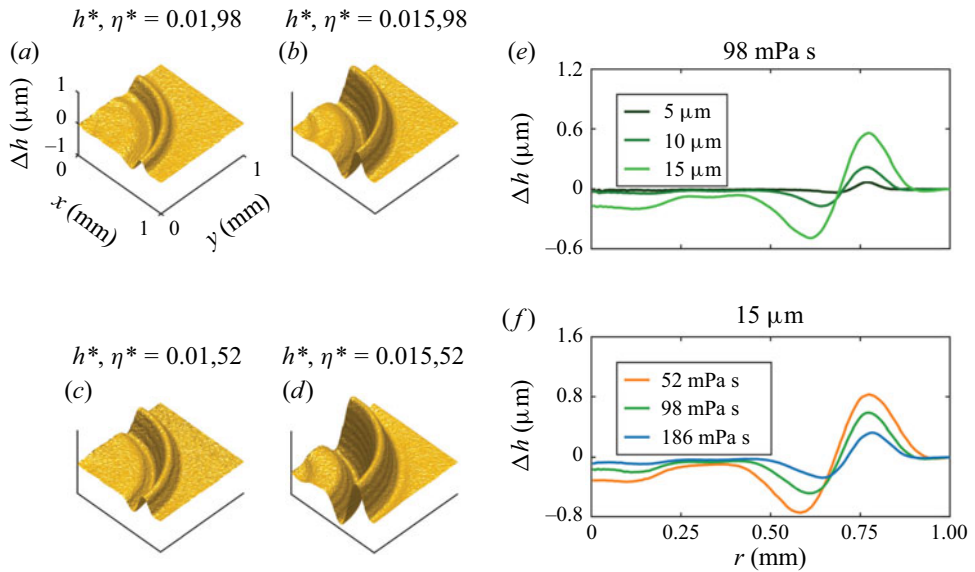 h*, η* = 0.01,98
h*, η* = 0.015,98
(a)
(b)
1
0
−1
Δh (μm)
0
x (mm)
1
0
y (mm)
1
h*, η* = 0.01,52
h*, η* = 0.015,52
(c)
(d)
(e)
98 mPa s
1.2
0.6
0
−0.6
Δh (μm)
5 μm
10 μm
15 μm
(f)
15 μm
1.6
0.8
0
−0.8
Δh (μm)
52 mPa s
98 mPa s
186 mPa s
0
0.25
0.50
0.75
1.00
r (mm)